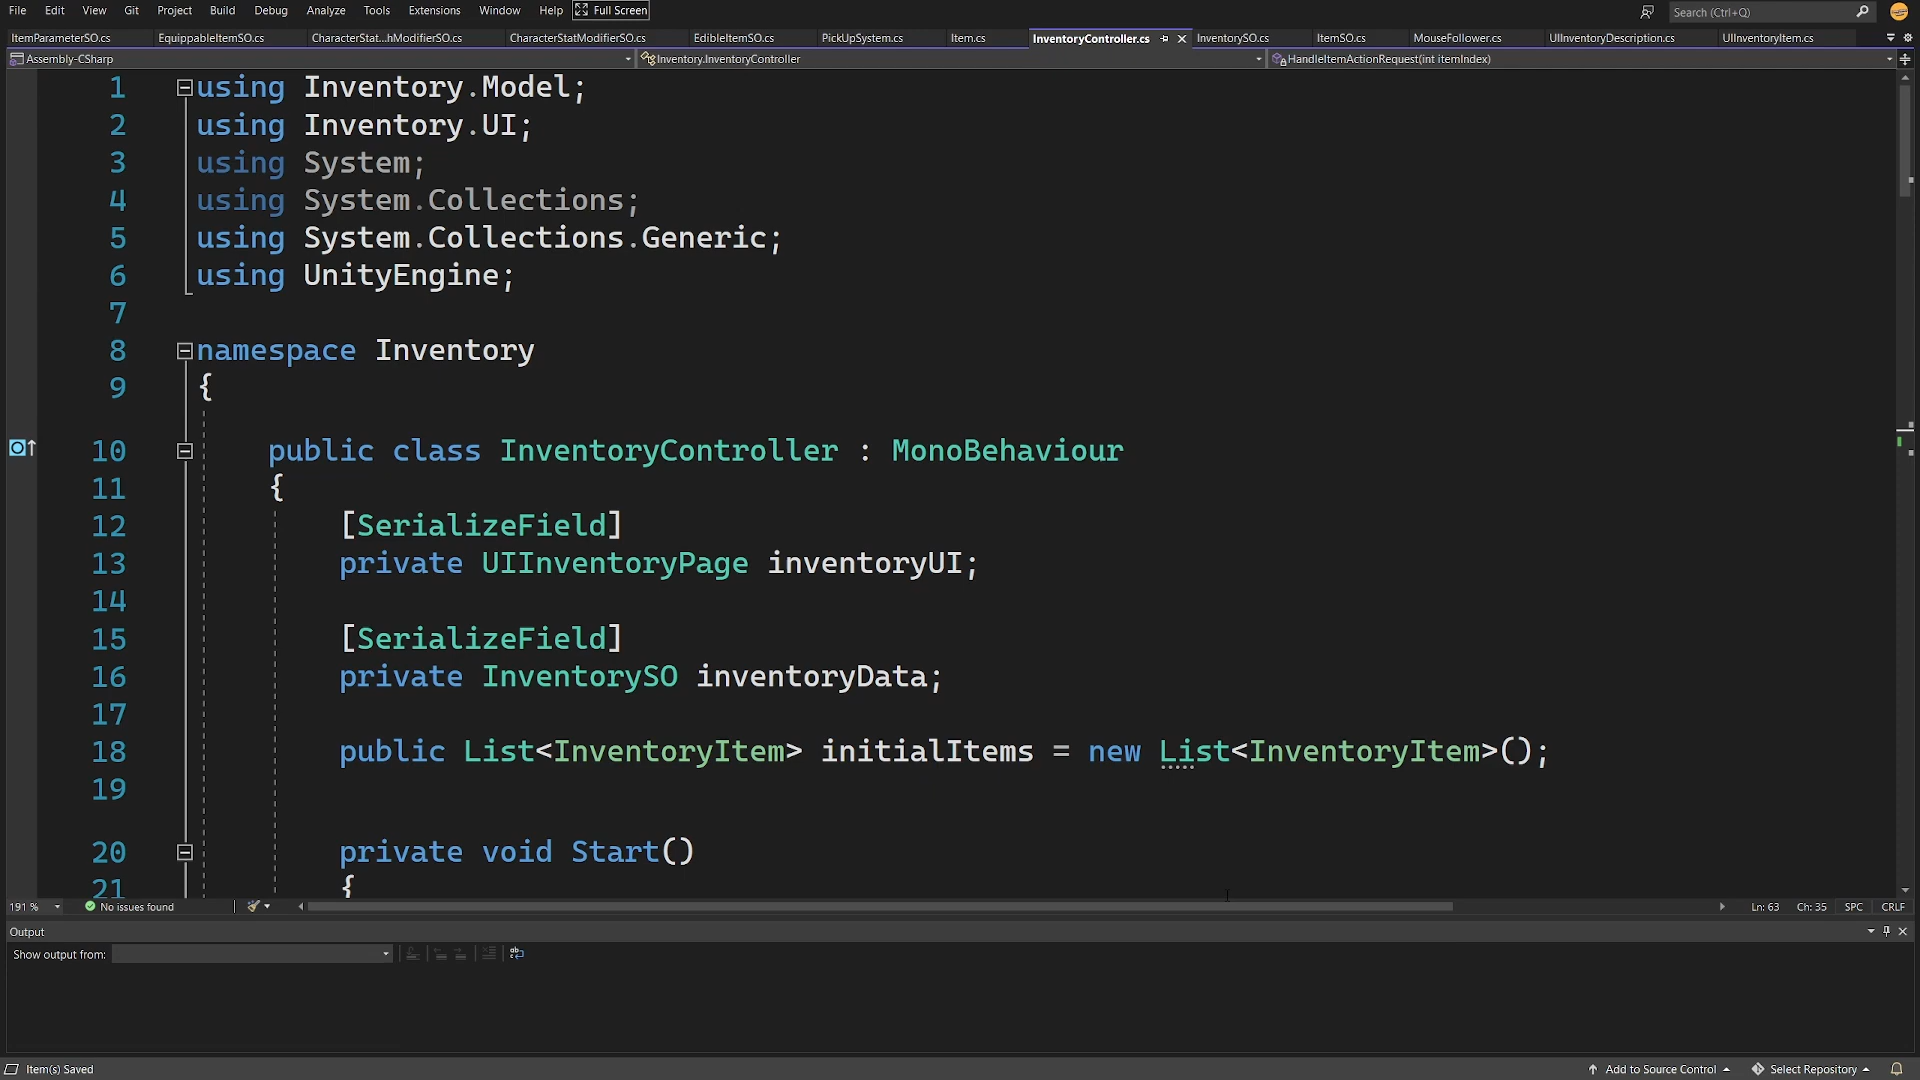 File Edit View Git Project Build Debug Analyze Tools Extensions Window Help Full Screen Search (Ctrl+Q)
ItemParameterSO.cs EquippableItemSO.cs CharacterStat...hModifierSO.cs CharacterStatModifierSO.cs EdibleItemSO.cs PickUpSystem.cs Item.cs InventoryController.cs InventorySO.cs ItemSO.cs MouseFollower.cs UIInventoryDescription.cs UIInventoryItem.cs
Assembly-CSharp Inventory.InventoryController HandleItemActionRequest(int itemIndex)
1 using Inventory.Model;
2 using Inventory.UI;
3 using System;
4 using System.Collections;
5 using System.Collections.Generic;
6 using UnityEngine;
7
8 namespace Inventory
9 {
10 public class InventoryController : MonoBehaviour
11 {
12 [SerializeField]
13 private UIInventoryPage inventoryUI;
14
15 [SerializeField]
16 private InventorySO inventoryData;
17
18 public List<InventoryItem> initialItems = new List<InventoryItem>();
19
20 private void Start()
21 {
191 % No issues found Ln: 63 Ch: 35 SPC CRLF
Output
Show output from:
Item(s) Saved Add to Source Control Select Repository